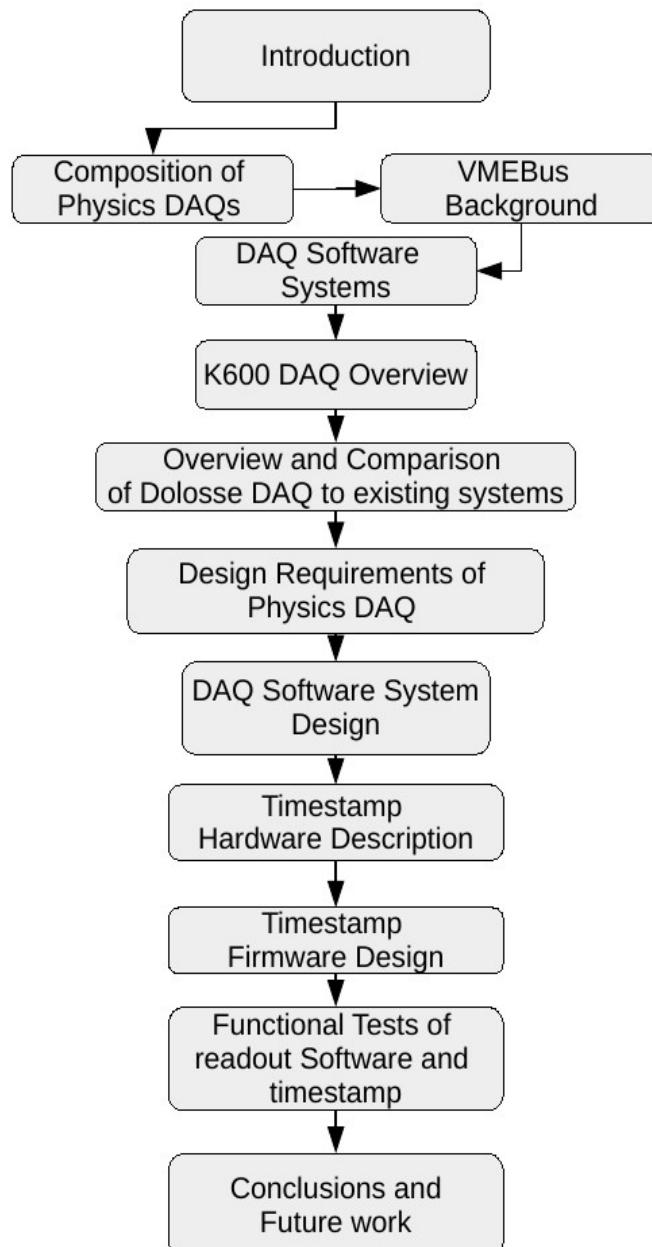 Introduction
Composition of
Physics DAQs
VMEBus
Background
DAQ Software
Systems
K600 DAQ Overview
Overview and Comparison
of Dolosse DAQ to existing systems
Design Requirements of
Physics DAQ
DAQ Software System
Design
Timestamp
Hardware Description
Timestamp
Firmware Design
Functional Tests of
readout Software and
timestamp
Conclusions and
Future work